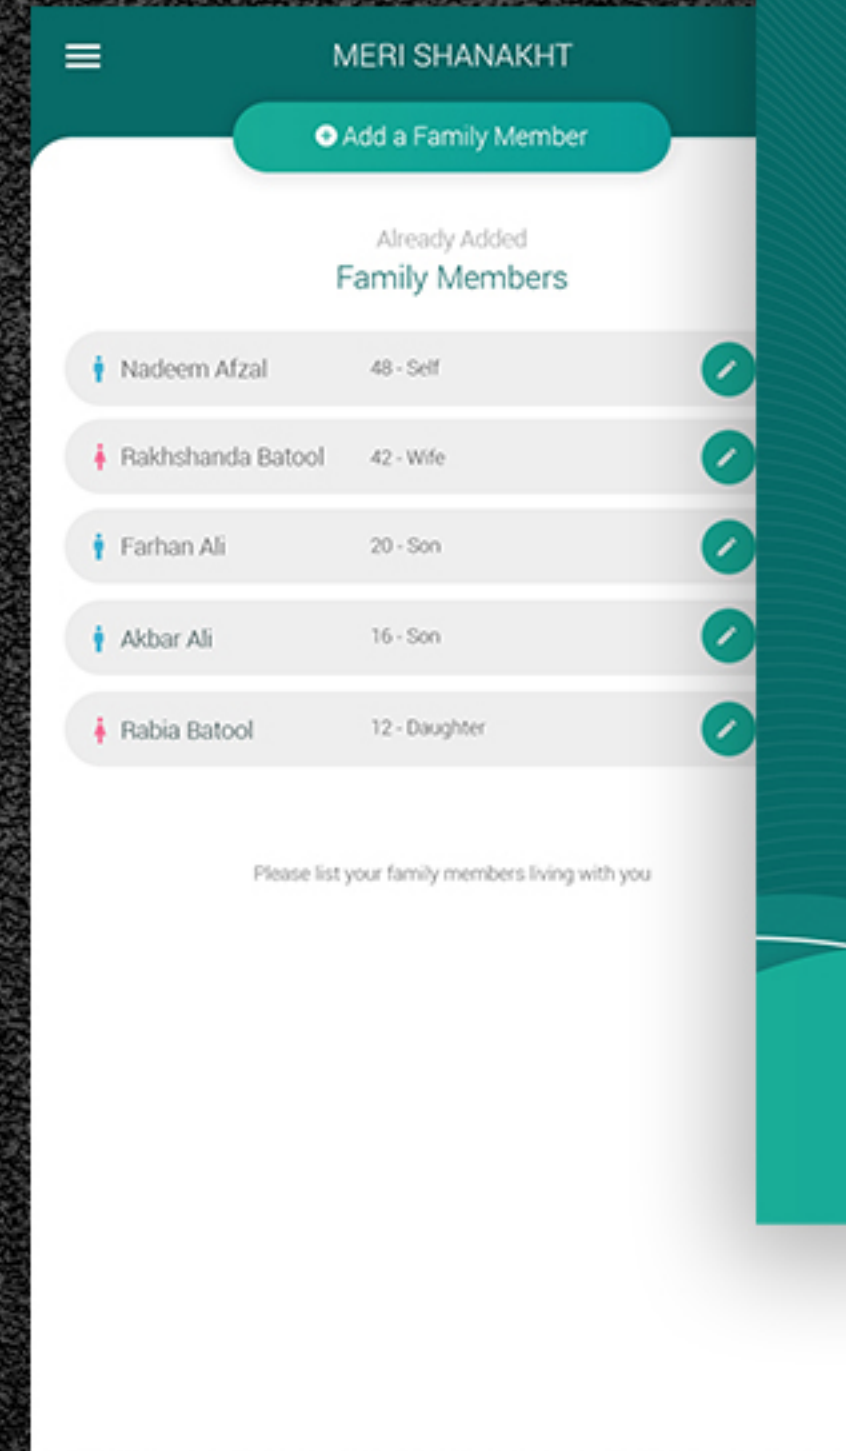 MERI SHANAKHT
Add a Family Member
Already Added
Family Members
Nadeem Afzal 48 - Self
Rakhshanda Batool 42 - Wife
Farhan Ali 20 - Son
Akbar Ali 16 - Son
Rabia Batool 12 - Daughter
Please list your family members living with you